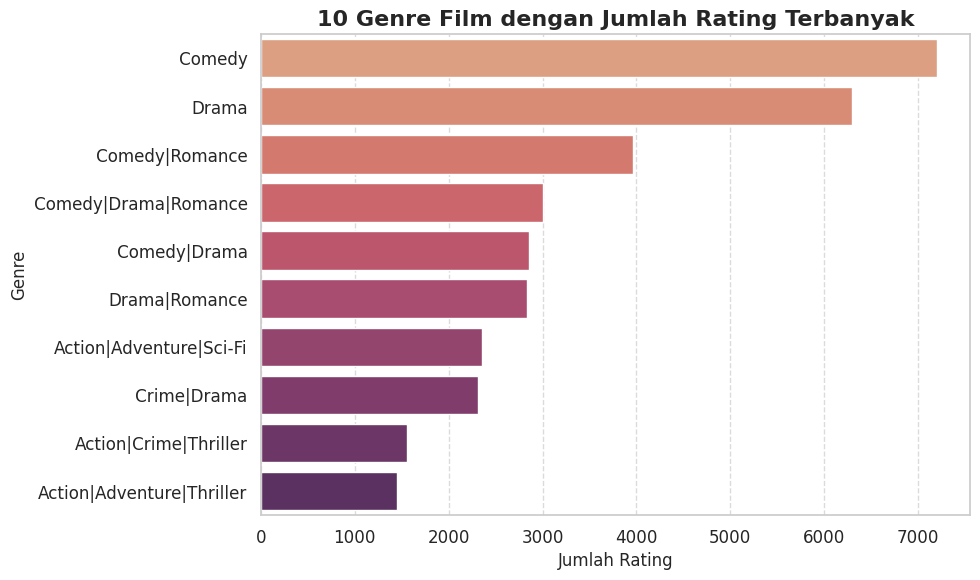 10 Genre Film dengan Jumlah Rating Terbanyak
Genre
Comedy
Drama
Comedy|Romance
Comedy|Drama|Romance
Comedy|Drama
Drama|Romance
Action|Adventure|Sci-Fi
Crime|Drama
Action|Crime|Thriller
Action|Adventure|Thriller
0 1000 2000 3000 4000 5000 6000 7000
Jumlah Rating